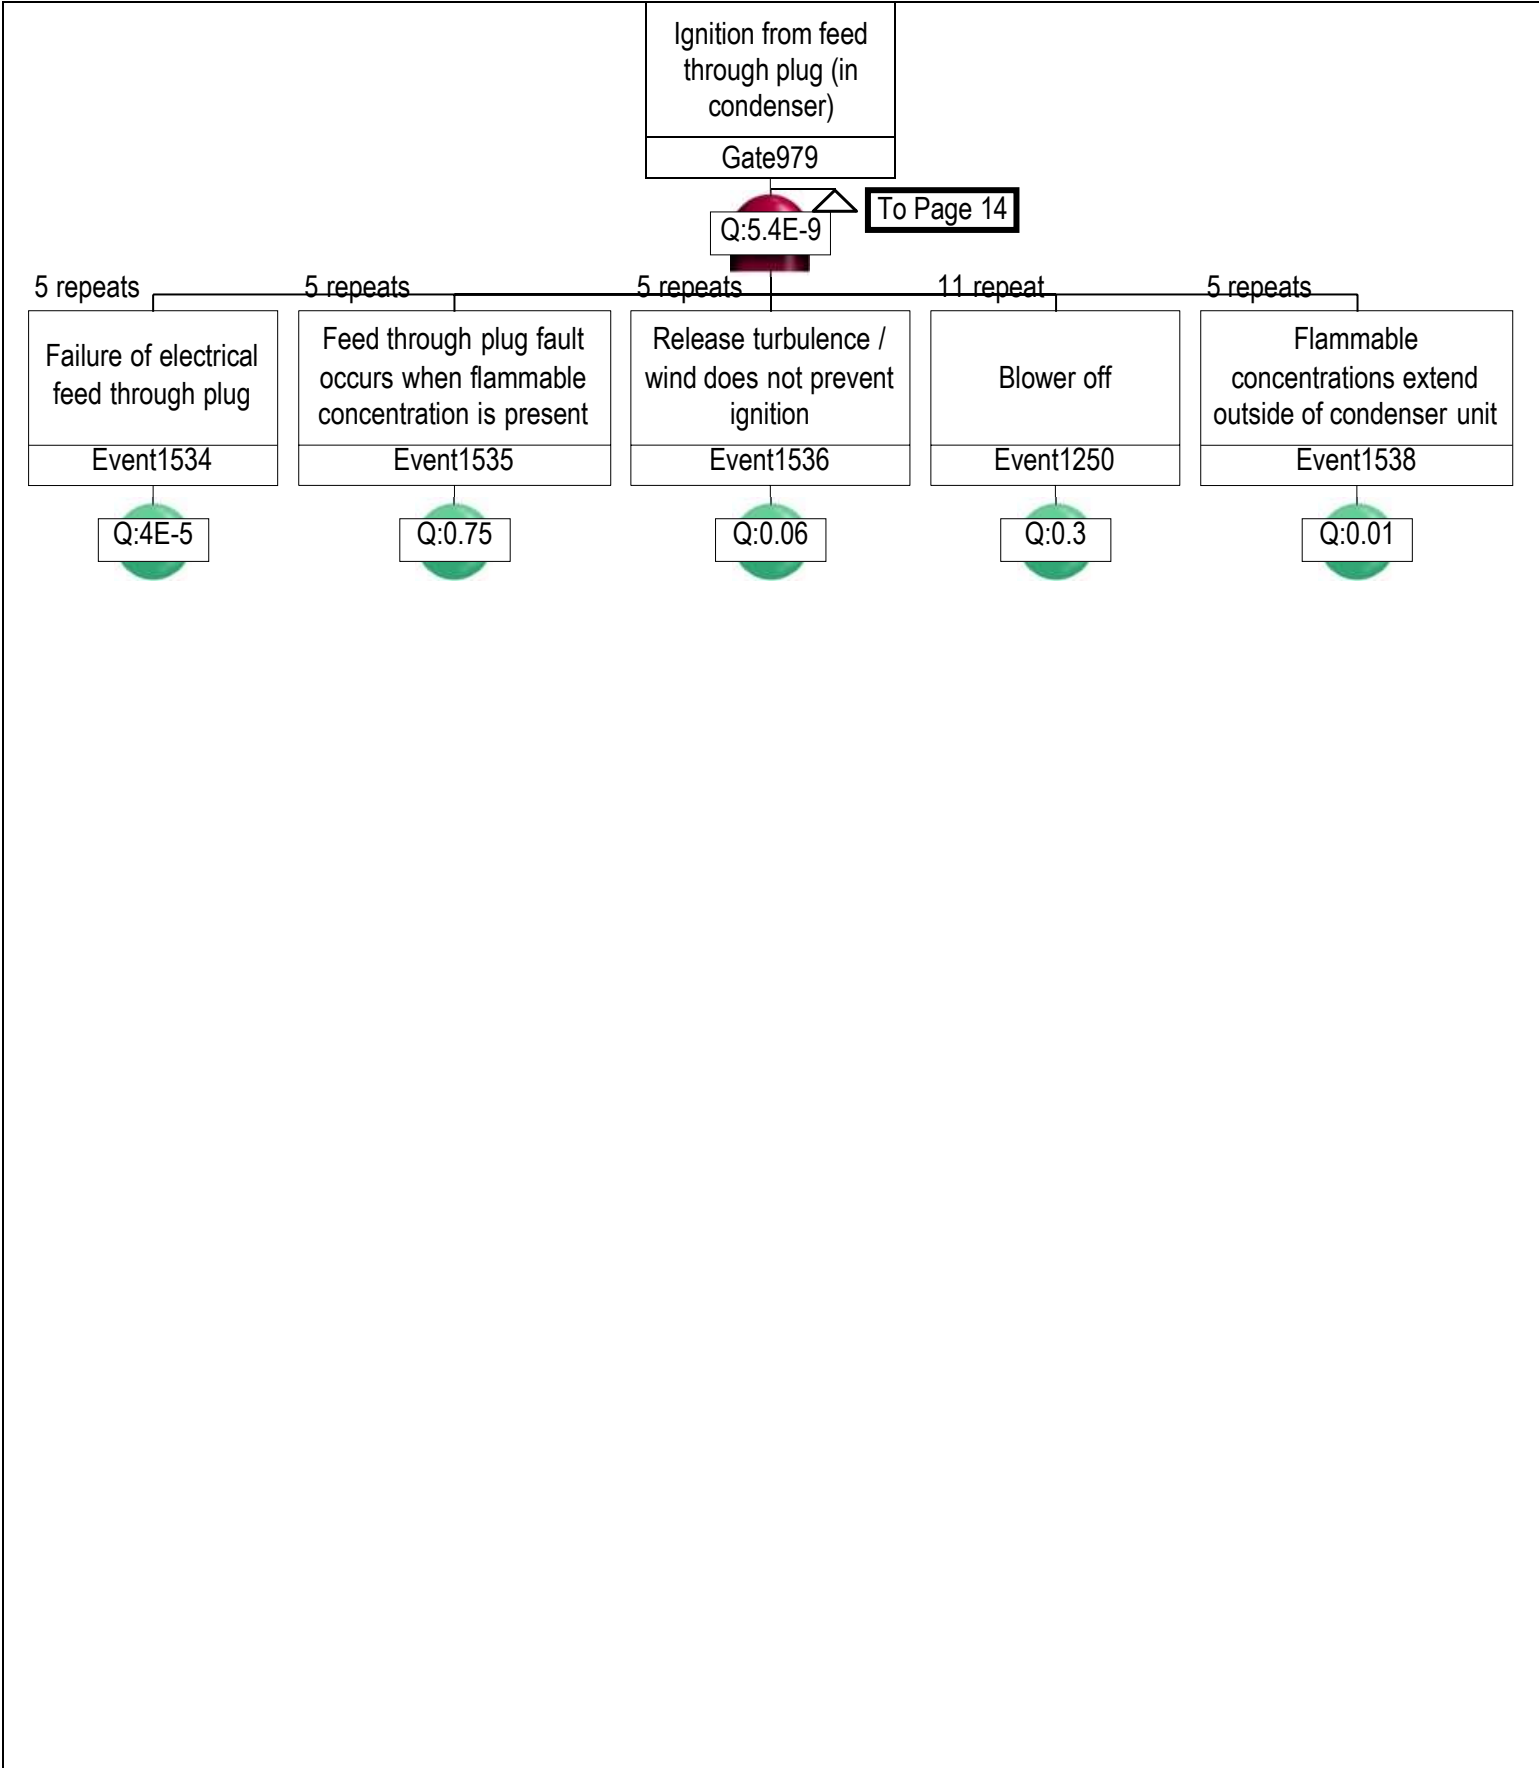 Ignition from feed
through plug (in
condenser)
Gate979
To Page 14
Q:5.4E-9
5 repeats
5 repeats
5 repeats
11 repeat
5 repeats
Failure of electrical
feed through plug
Event1534
Q:4E-5
Feed through plug fault
occurs when flammable
concentration is present
Event1535
Q:0.75
Release turbulence /
wind does not prevent
ignition
Event1536
Q:0.06
Blower off
Event1250
Q:0.3
Flammable
concentrations extend
outside of condenser unit
Event1538
Q:0.01